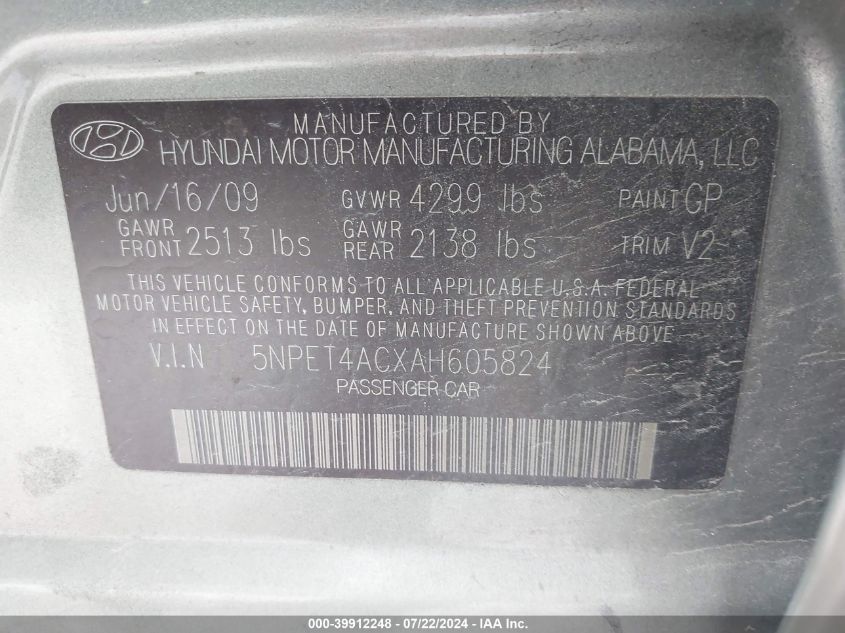 MANUFACTURED BY
HYUNDAI MOTOR MANUFACTURING ALABAMA, LLC
Jun/16/09 GVWR 4299 lbs PAINT GP
GAWR FRONT 2513 lbs GAWR REAR 2138 lbs TRIM V2
THIS VEHICLE CONFORMS TO ALL APPLICABLE U.S.A. FEDERAL
MOTOR VEHICLE SAFETY, BUMPER, AND THEFT PREVENTION STANDARDS
IN EFFECT ON THE DATE OF MANUFACTURE SHOWN ABOVE
V.I.N 5NPET4ACXAH605824
PASSENGER CAR
000-39912248 - 07/22/2024 - IAA Inc.